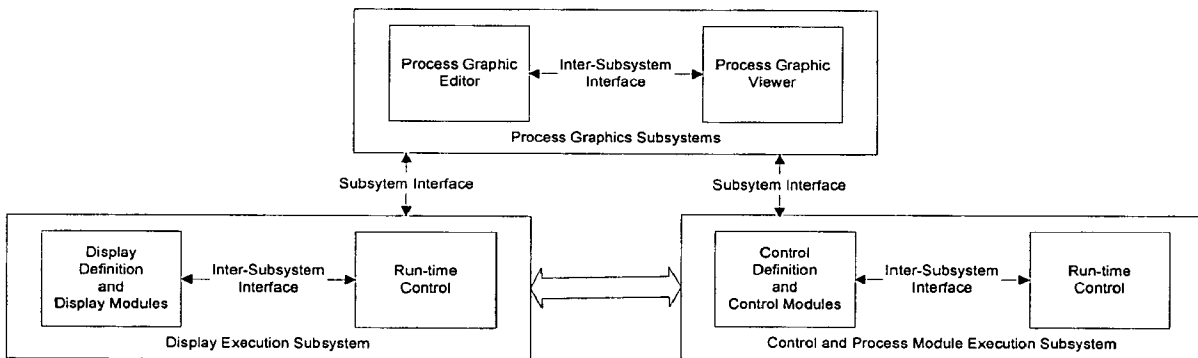 Process Graphic
Editor
Inter-Subsystem
Interface
Process Graphic
Viewer
Process Graphics Subsystems
Subsytem Interface
Subsytem Interface
Display
Definition
and
Display Modules
Inter-Subsystem
Interface
Run-time
Control
Display Execution Subsystem
Control
Definition
and
Control Modules
Inter-Subsystem
Interface
Run-time
Control
Control and Process Module Execution Subsystem